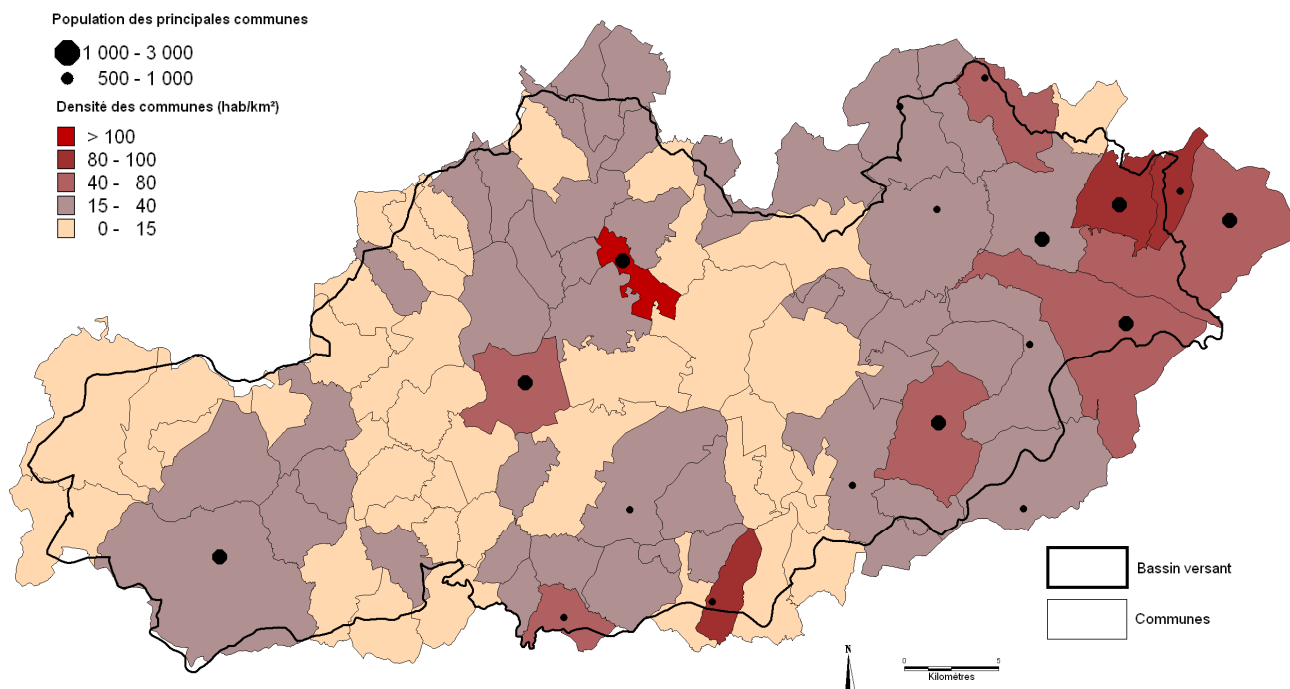 Population des principales communes
1 000 - 3 000
500 - 1 000
Densité des communes (hab/km²)
> 100
80 - 100
40 - 80
15 - 40
0 - 15
Bassin versant
Communes
N
0 5
Kilomètres